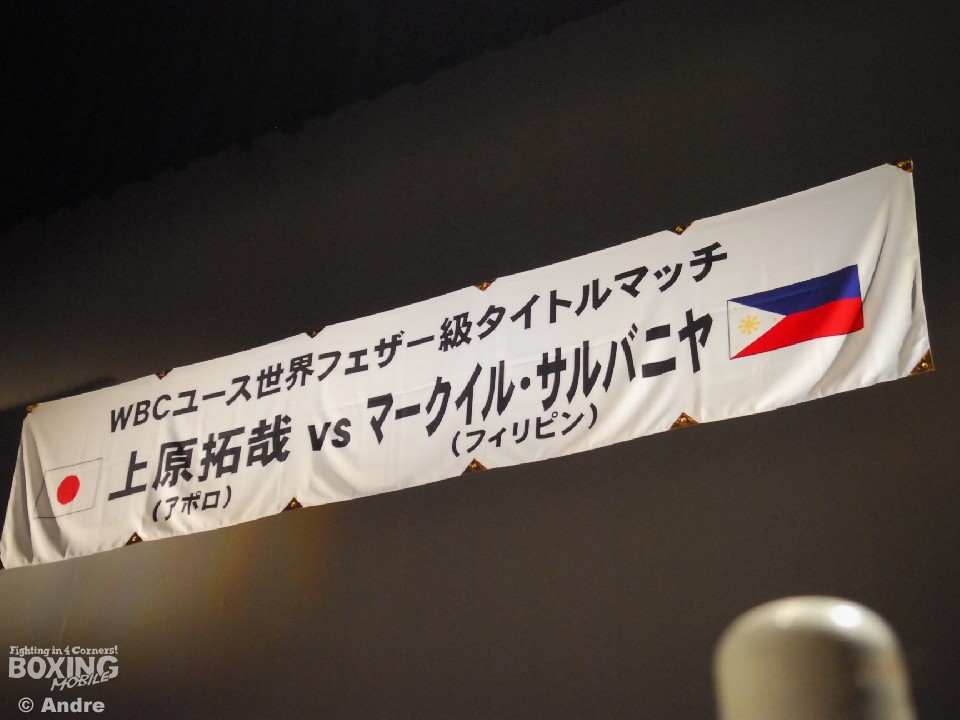 WBCユース世界フェザー級タイトルマッチ
上原拓哉 VS マークイル・サルバニヤ
(アポロ) (フィリピン)
Fighting in 4 Corners!
BOXING
MOBILE
© Andre